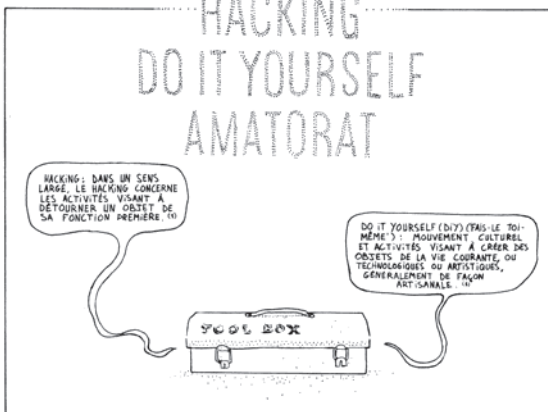 HACKING
DO IT YOURSELF
AMATORAT
HACKING: DANS UN SENS
LARGE, LE HACKING CONCERNE
LES ACTIVITÉS VISANT À
DÉTOURNER UN OBJET DE
SA FONCTION PREMIÈRE.
DO IT YOURSELF (DIY) (FAIS-LE TOI-
MÊME") : MOUVEMENT CULTUREL
ET ACTIVITÉS VISANT À CRÉER DES
OBJETS DE LA VIE COURANTE, OU
TECHNOLOGIQUES OU ARTISTIQUES,
GÉNÉRALEMENT DE FAÇON
ARTISANALE.
TOOL BOX